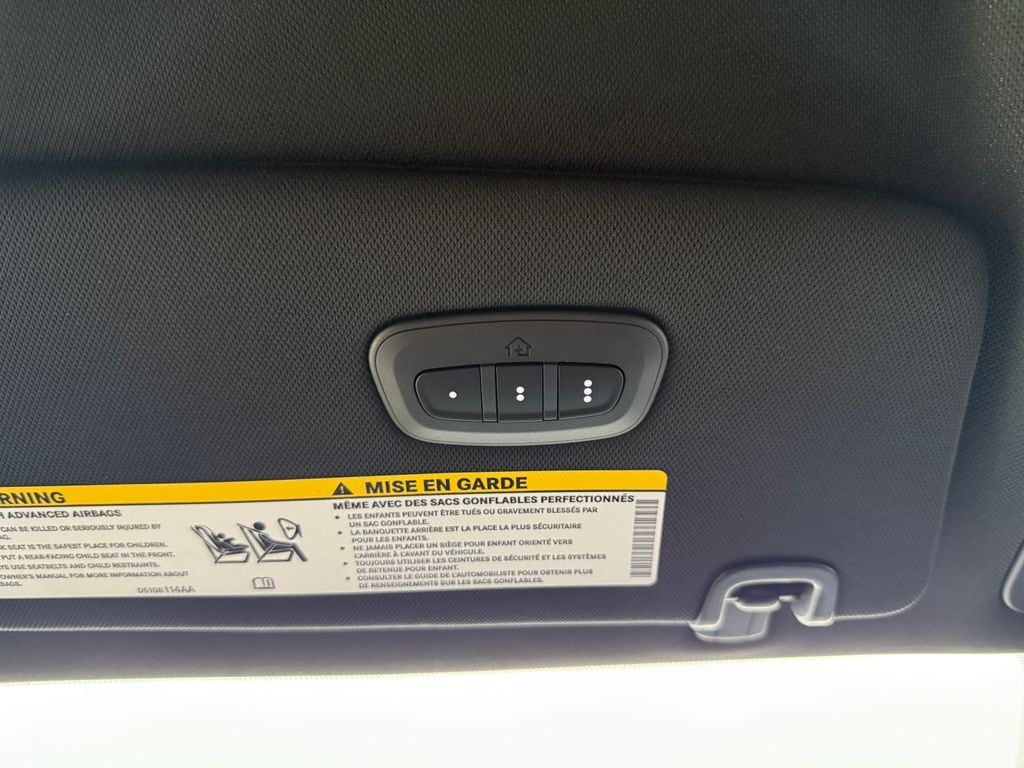 RNING
ADVANCED AIRBAGS
CAN BE KILLED OR SERIOUSLY INJURED BY
AG.
SEAT IS THE SAFEST PLACE FOR CHILDREN.
PUT A REAR-FACING CHILD SEAT IN THE FRONT.
YS USE SEATBELTS AND CHILD RESTRAINTS.
OWNER'S MANUAL FOR MORE INFORMATION ABOUT
BAGS.
05108114AA
MISE EN GARDE
MÊME AVEC DES SACS GONFLABLES PERFECTIONNÉS
• LES ENFANTS PEUVENT ÊTRE TUÉS OU GRAVEMENT BLESSÉS PAR
UN SAC GONFLABLE.
• LA BANQUETTE ARRIÈRE EST LA PLACE LA PLUS SÉCURITAIRE
POUR LES ENFANTS.
• NE JAMAIS PLACER UN SIÈGE POUR ENFANT ORIENTÉ VERS
L'ARRIÈRE À L'AVANT DU VÉHICULE.
• TOUJOURS UTILISER LES CEINTURES DE SÉCURITÉ ET LES SYSTÈMES
DE RETENUE POUR ENFANT.
• CONSULTER LE GUIDE DE L'AUTOMOBILISTE POUR OBTENIR PLUS
DE RENSEIGNEMENTS SUR LES SACS GONFLABLES.